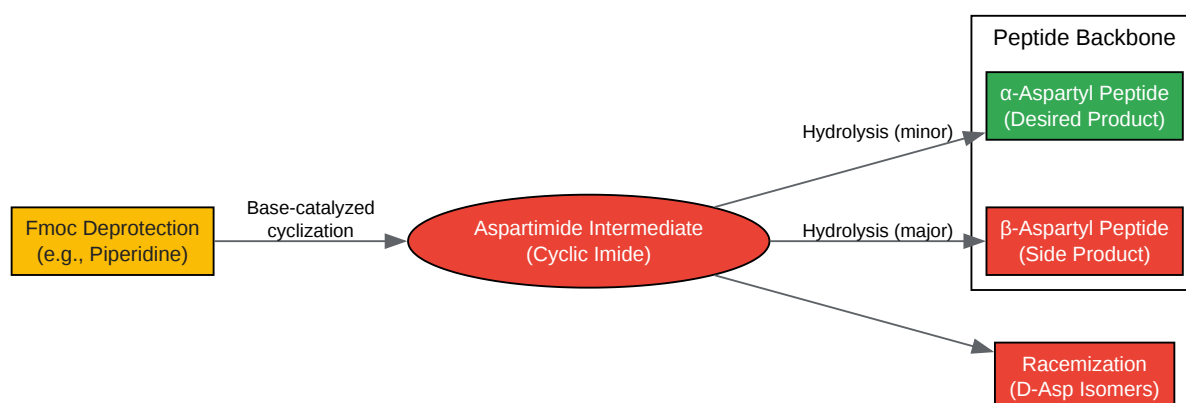 Peptide Backbone
α-Aspartyl Peptide
(Desired Product)
Hydrolysis (minor)
Base-catalyzed
cyclization
Fmoc Deprotection
(e.g., Piperidine)
Aspartimide Intermediate
(Cyclic Imide)
Hydrolysis (major)
β-Aspartyl Peptide
(Side Product)
Racemization
(D-Asp Isomers)